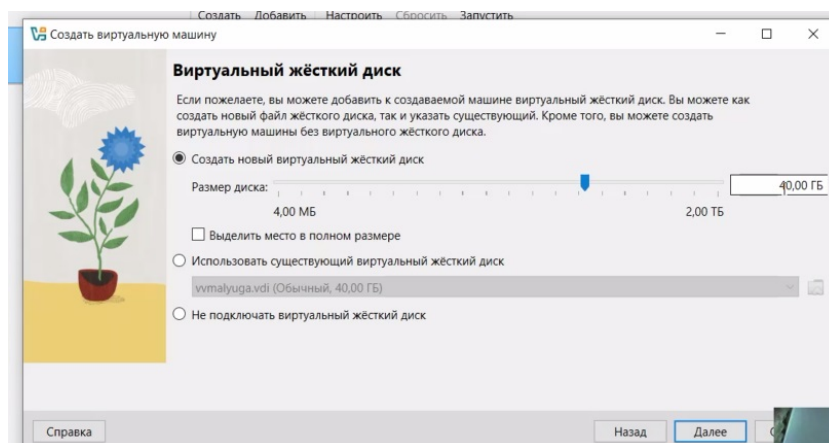 Создать Добавить Настроить Сбросить Запустить
Создать виртуальную машину
Виртуальный жёсткий диск
Если пожелаете, вы можете добавить к создаваемой машине виртуальный жёсткий диск. Вы можете как
создать новый файл жёсткого диска, так и указать существующий. Кроме того, вы можете создать
виртуальную машины без виртуального жёсткого диска.
Создать новый виртуальный жёсткий диск
Размер диска:
40,00 ГБ
4,00 МБ 2,00 ТБ
Выделить место в полном размере
Использовать существующий виртуальный жёсткий диск
vvmalyuga.vdi (Обычный, 40,00 ГБ)
Не подключать виртуальный жёсткий диск
Справка Назад Далее